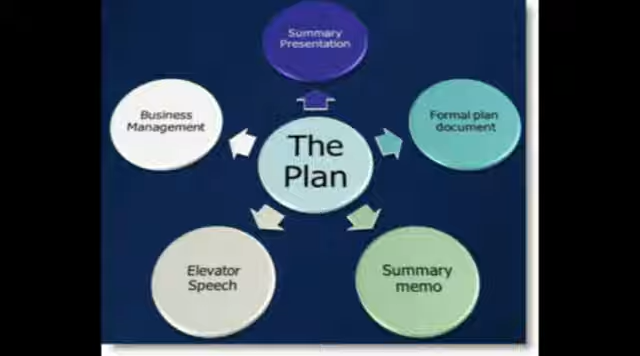 Summary
Presentation
Business
Management
Formal plan
document
The
Plan
Elevator
Speech
Summary
memo